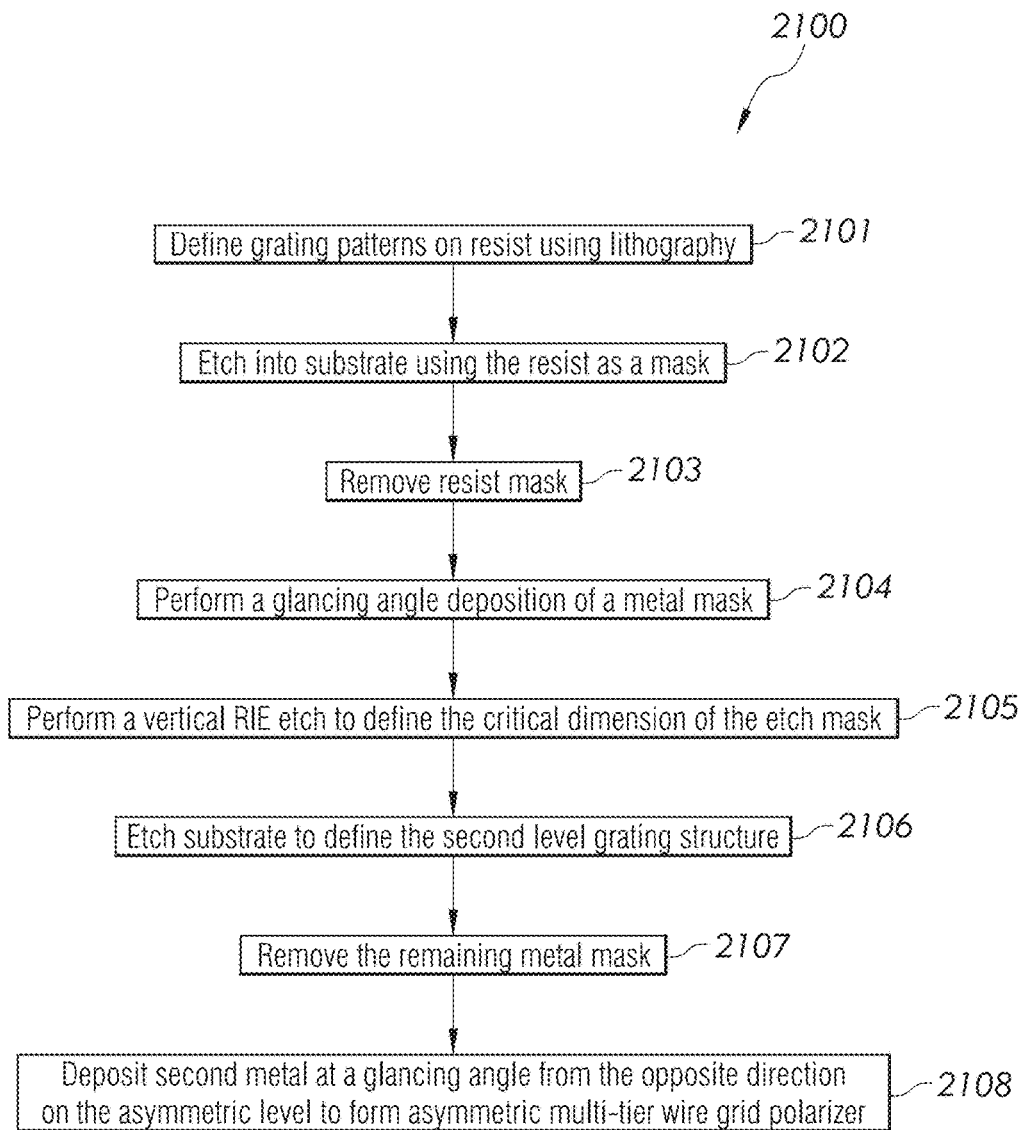 2100
Define grating patterns on resist using lithography
2101
Etch into substrate using the resist as a mask
2102
Remove resist mask
2103
Perform a glancing angle deposition of a metal mask
2104
Perform a vertical RIE etch to define the critical dimension of the etch mask
2105
Etch substrate to define the second level grating structure
2106
Remove the remaining metal mask
2107
Deposit second metal at a glancing angle from the opposite direction
on the asymmetric level to form asymmetric multi-tier wire grid polarizer
2108